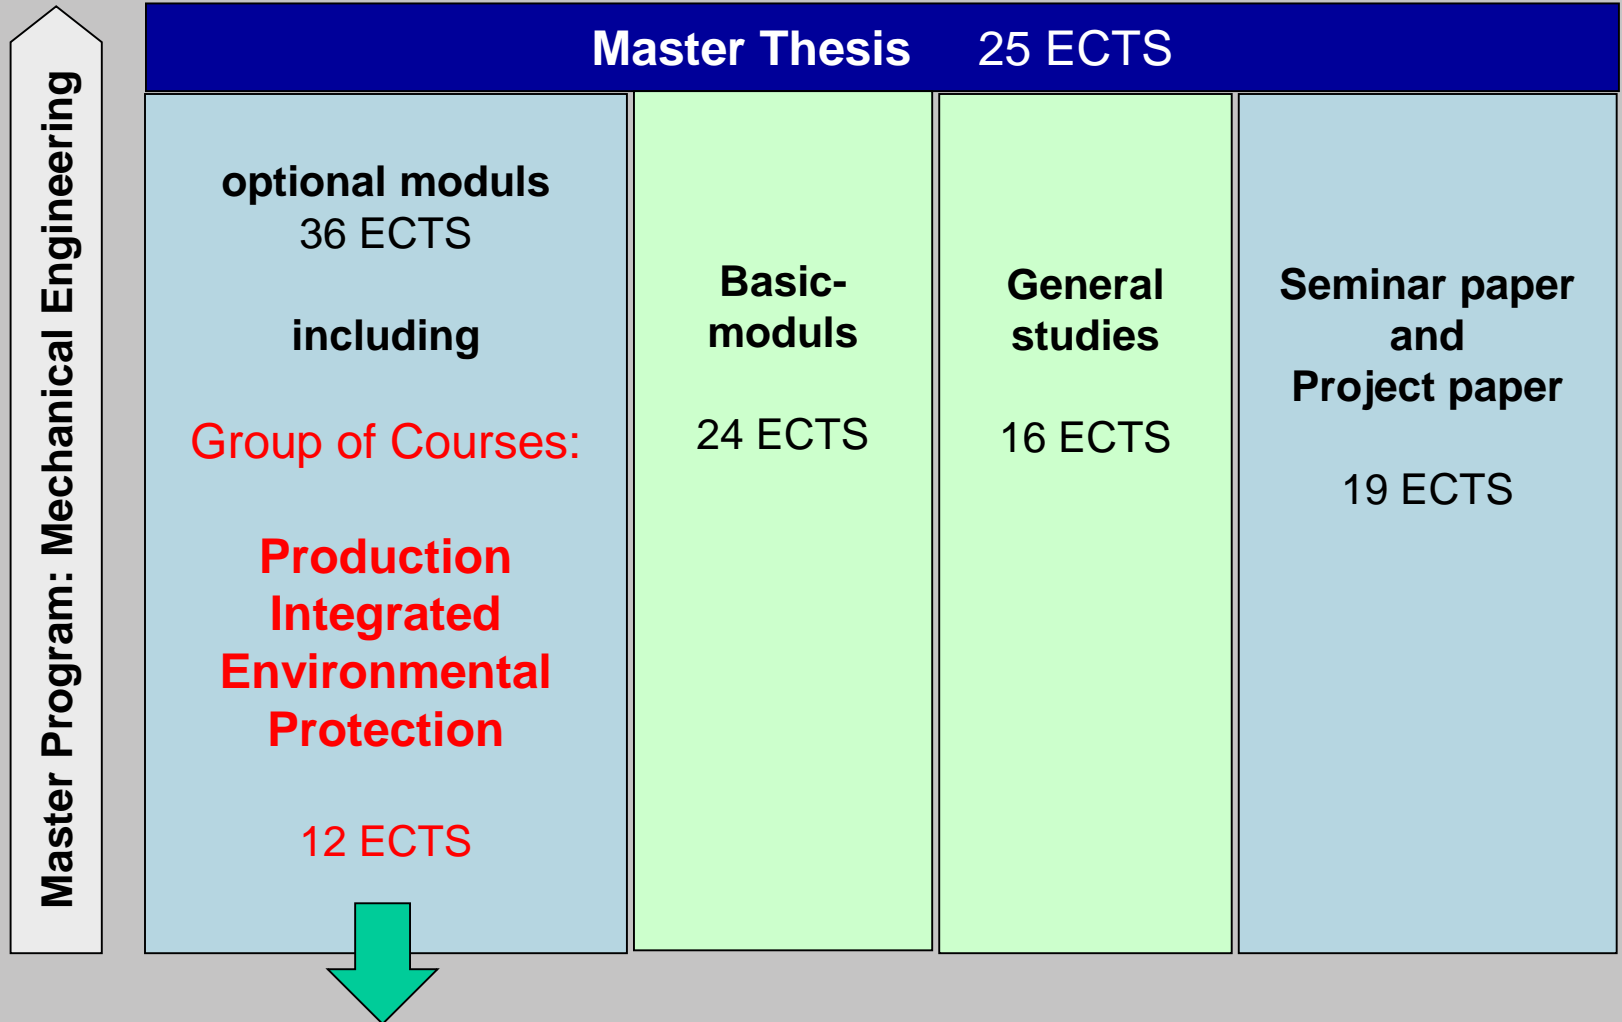 Master Program: Mechanical Engineering
Master Thesis 25 ECTS
optional moduls
36 ECTS
including
Group of Courses:
Production
Integrated
Environmental
Protection
12 ECTS
Basic-
moduls
24 ECTS
General
studies
16 ECTS
Seminar paper
and
Project paper
19 ECTS